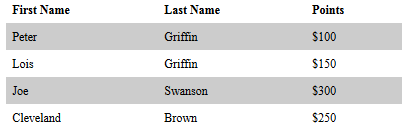 First Name Last Name Points
Peter Griffin $100
Lois Griffin $150
Joe Swanson $300
Cleveland Brown $250